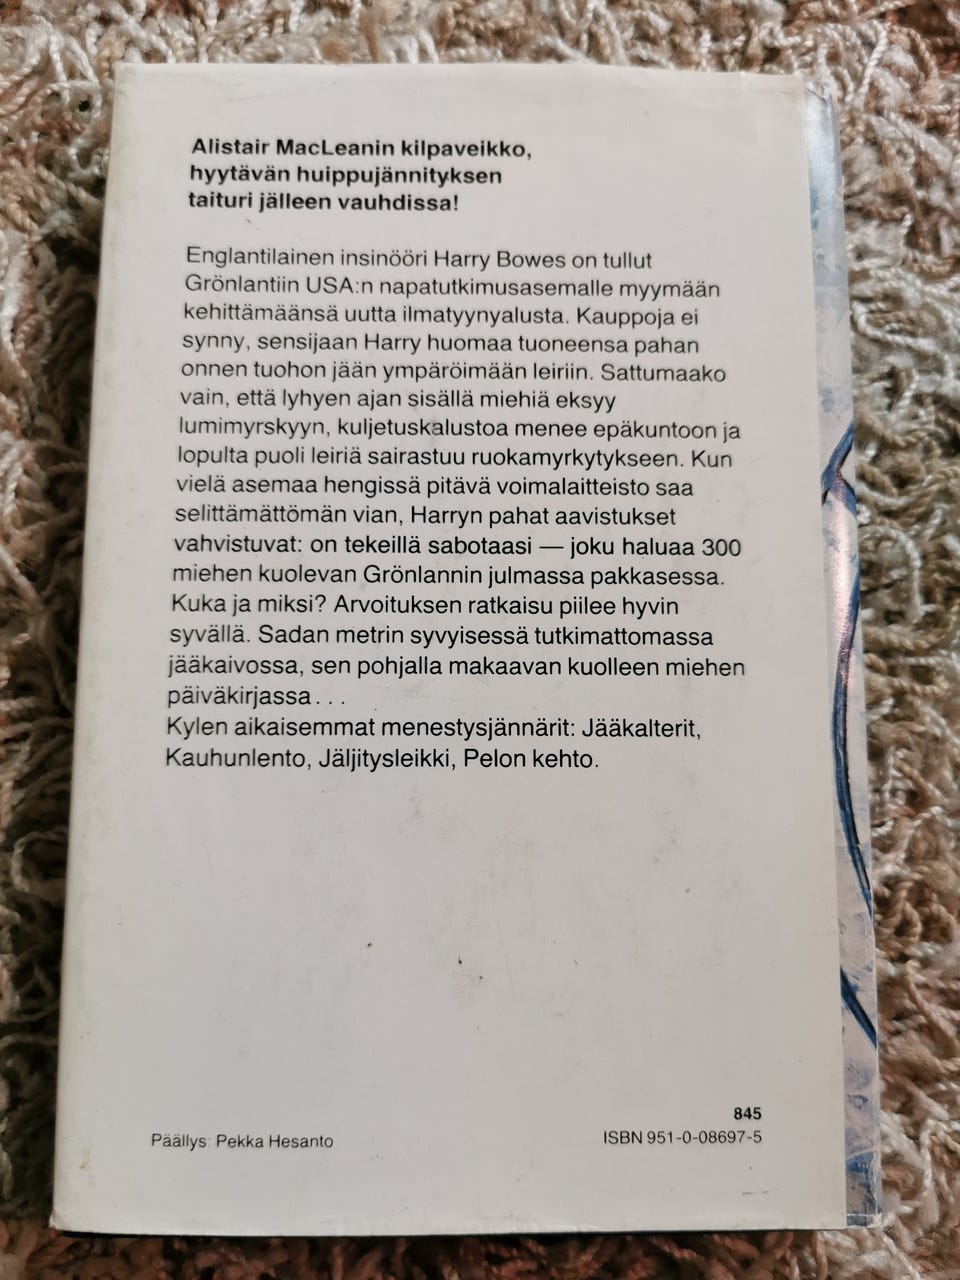 Alistair MacLeanin kilpaveikko,
hyytävän huippujännityksen
taituri jälleen vauhdissa!
Englantilainen insinööri Harry Bowes on tullut
Grönlantiin USA:n napatutkimusasemalle myymään
kehittämäänsä uutta ilmatyynyalusta. Kauppoja ei
synny, sensijaan Harry huomaa tuoneensa pahan
onnen tuohon jään ympäröimään leiriin. Sattumaako
vain, että lyhyen ajan sisällä miehiä eksyy
lumimyrskyyn, kuljetuskalustoa menee epäkuntoon ja
lopulta puoli leiriä sairastuu ruokamyrkytykseen. Kun
vielä asemaa hengissä pitävä voimalaitteisto saa
selittämättömän vian, Harryn pahat aavistukset
vahvistuvat: on tekeillä sabotaasi — joku haluaa 300
miehen kuolevan Grönlannin julmassa pakkasessa.
Kuka ja miksi? Arvoituksen ratkaisu piilee hyvin
syvällä. Sadan metrin syvyisessä tutkimattomassa
jääkaivossa, sen pohjalla makaavan kuolleen miehen
päiväkirjassa...
Kylen aikaisemmat menestysjännärit: Jääkalterit,
Kauhunlento, Jäljitysleikki, Pelon kehto.
845
Päällys: Pekka Hesanto
ISBN 951-0-08697-5